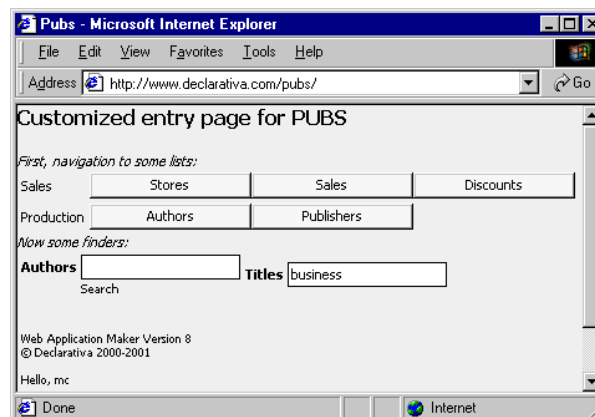 Pubs - Microsoft Internet Explorer
File Edit View Favorites Tools Help
Address http://www.declarativa.com/pubs/ Go
Customized entry page for PUBS
First, navigation to some lists:
Sales Stores Sales Discounts
Production Authors Publishers
Now some finders:
Authors Titles business
Search
Web Application Maker Version 8
© Declarativa 2000-2001
Hello, mc
Done Internet